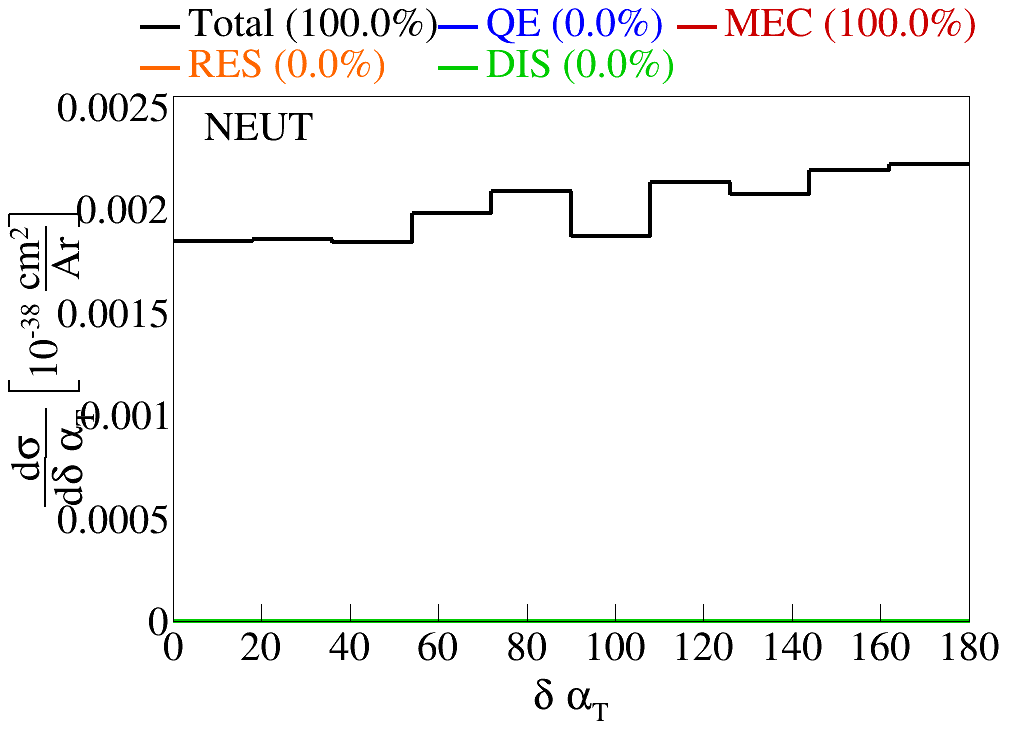 Total (100.0%) QE (0.0%) MEC (100.0%)
RES (0.0%) DIS (0.0%)
NEUT
0.0025
0.002
0.0015
0.001
0.0005
0
0 20 40 60 80 100 120 140 160 180
δ α_T
dσ/dδ α_T [10^-38 cm^2/Ar]